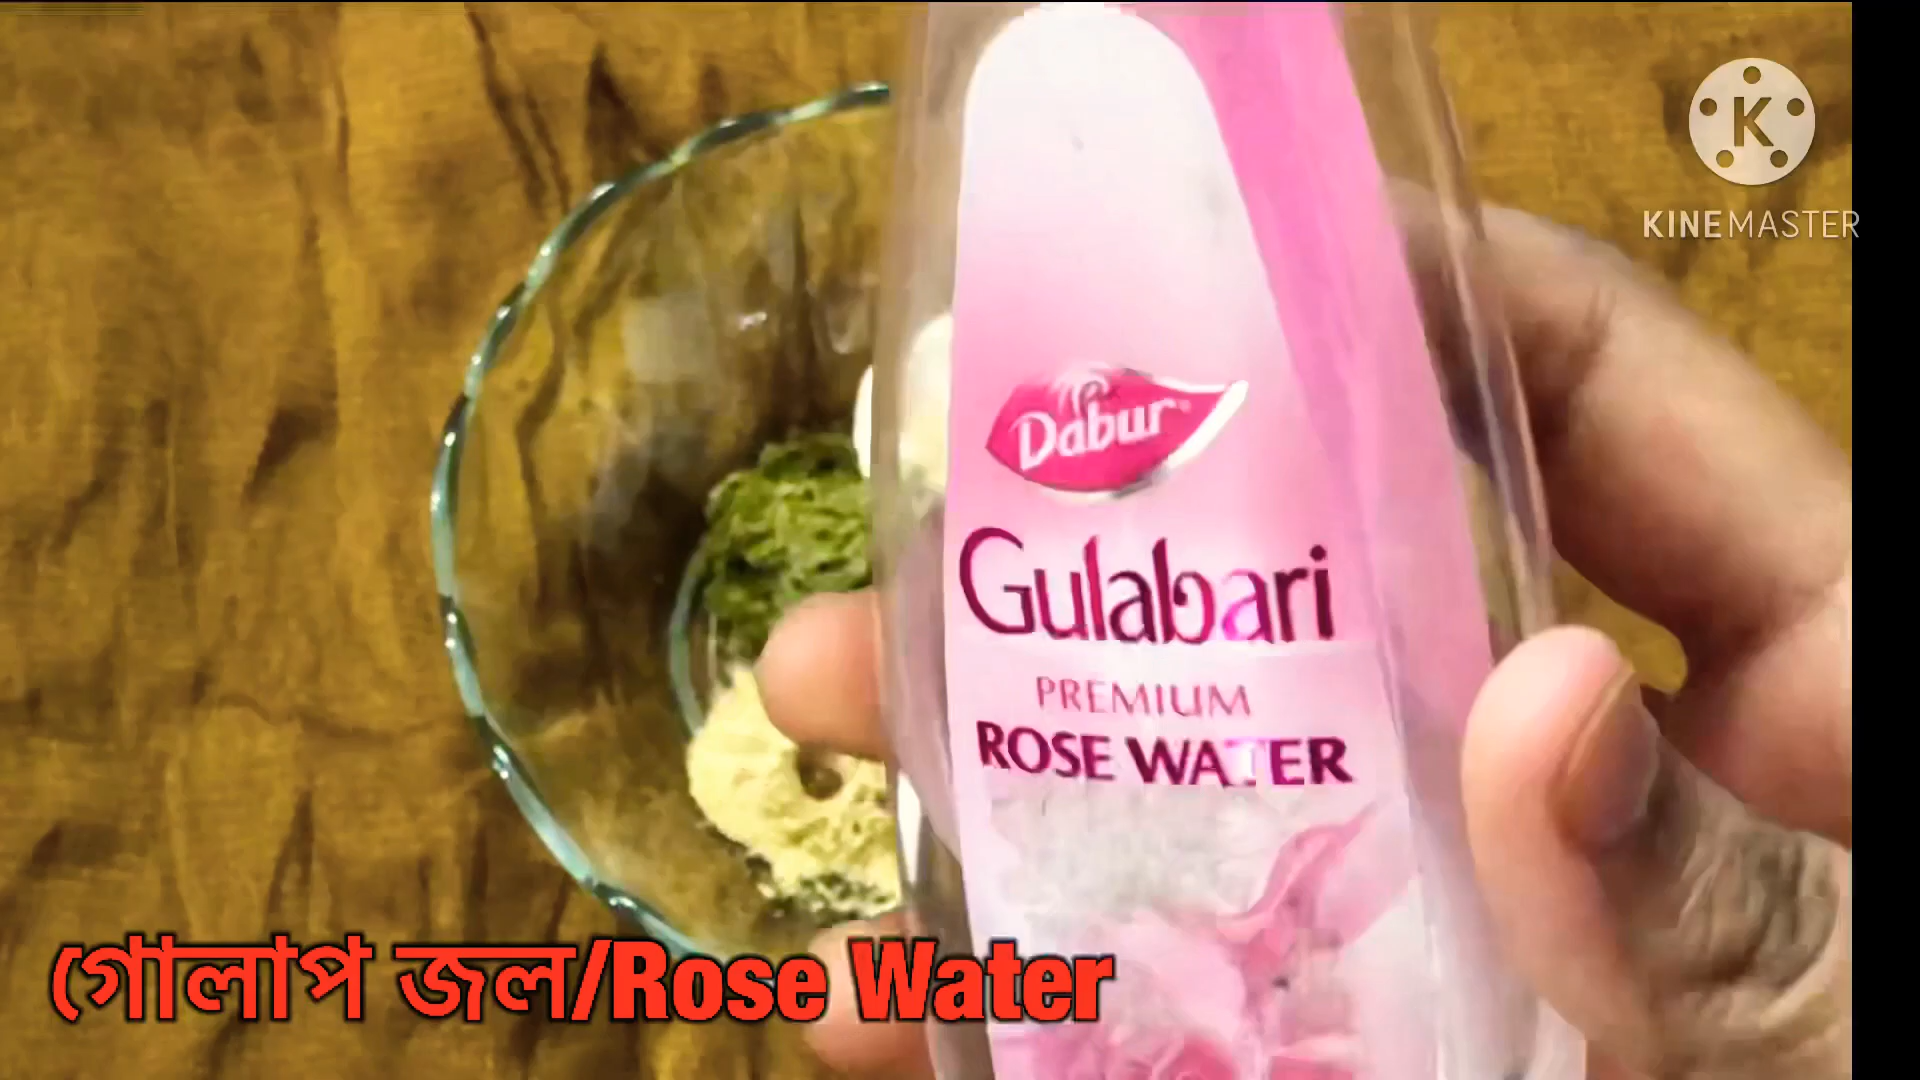 KINEMASTER
Dabur
Gulabari
PREMIUM
ROSE WATER
গোলাপ জল/Rose Water